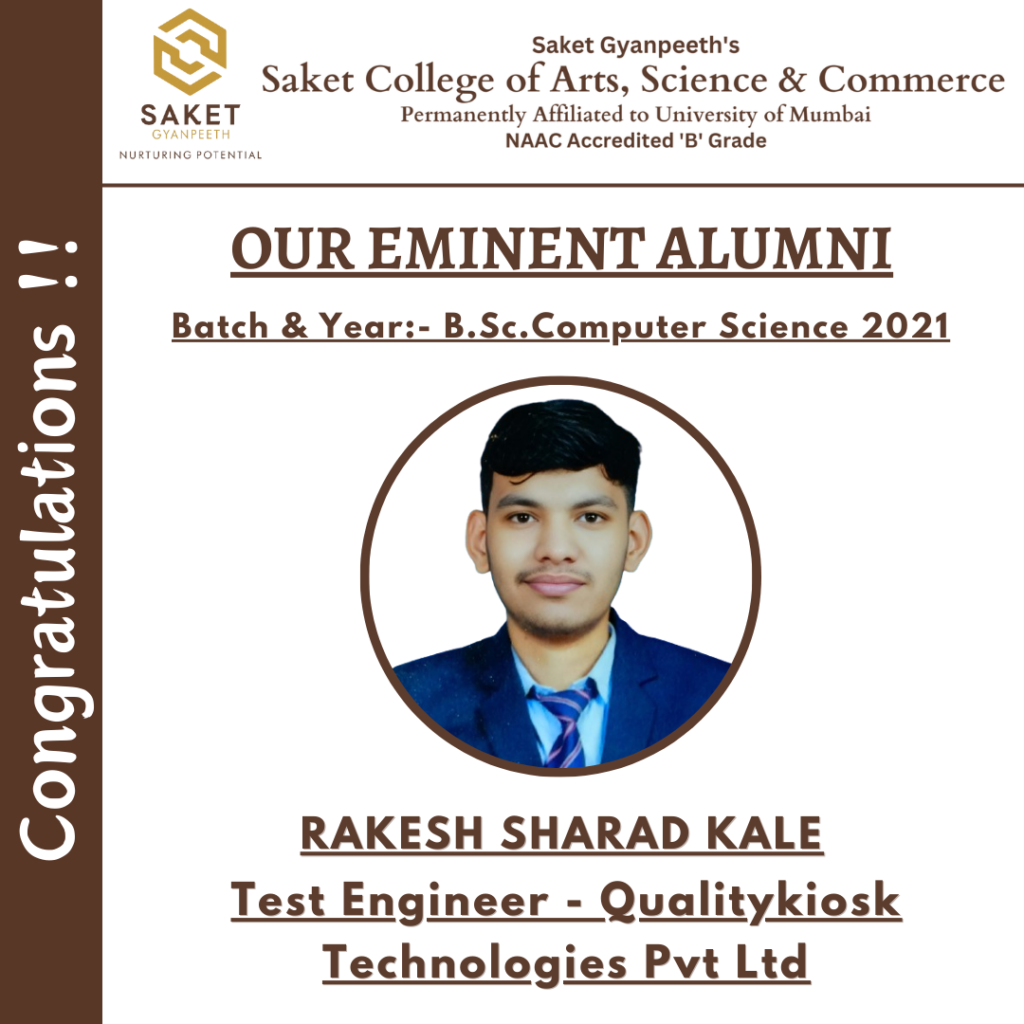 SAKET
GYANPEETH
NURTURING POTENTIAL
Saket Gyanpeeth's
Saket College of Arts, Science & Commerce
Permanently Affiliated to University of Mumbai
NAAC Accredited 'B' Grade
Congratulations !!
OUR EMINENT ALUMNI
Batch & Year:- B.Sc.Computer Science 2021
RAKESH SHARAD KALE
Test Engineer - Qualitykiosk
Technologies Pvt Ltd